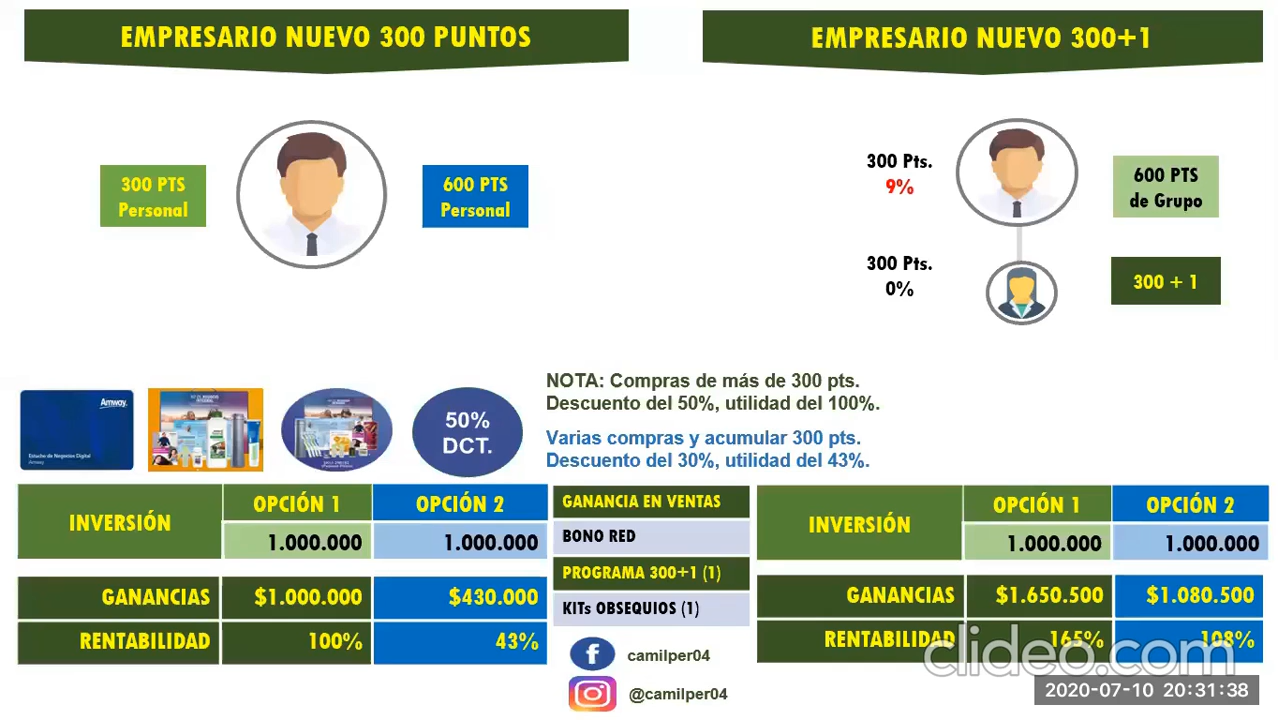 EMPRESARIO NUEVO 300 PUNTOS
EMPRESARIO NUEVO 300+1
300 PTS
Personal
600 PTS
Personal
300 Pts.
9%
600 PTS
de Grupo
300 Pts.
0%
300 + 1
Amway
Estuche de Negocios Digital
Amway
50%
DCT.
NOTA: Compras de más de 300 pts.
Descuento del 50%, utilidad del 100%.
Varias compras y acumular 300 pts.
Descuento del 30%, utilidad del 43%.
INVERSIÓN
OPCIÓN 1
OPCIÓN 2
1.000.000
1.000.000
GANANCIAS
$1.000.000
$430.000
RENTABILIDAD
100%
43%
GANANCIA EN VENTAS
BONO RED
PROGRAMA 300+1 (1)
KITs OBSEQUIOS (1)
camilper04
@camilper04
INVERSIÓN
OPCIÓN 1
OPCIÓN 2
1.000.000
1.000.000
GANANCIAS
$1.650.500
$1.080.500
RENTABILIDAD
165%
108%
clideo.com
2020-07-10 20:31:38